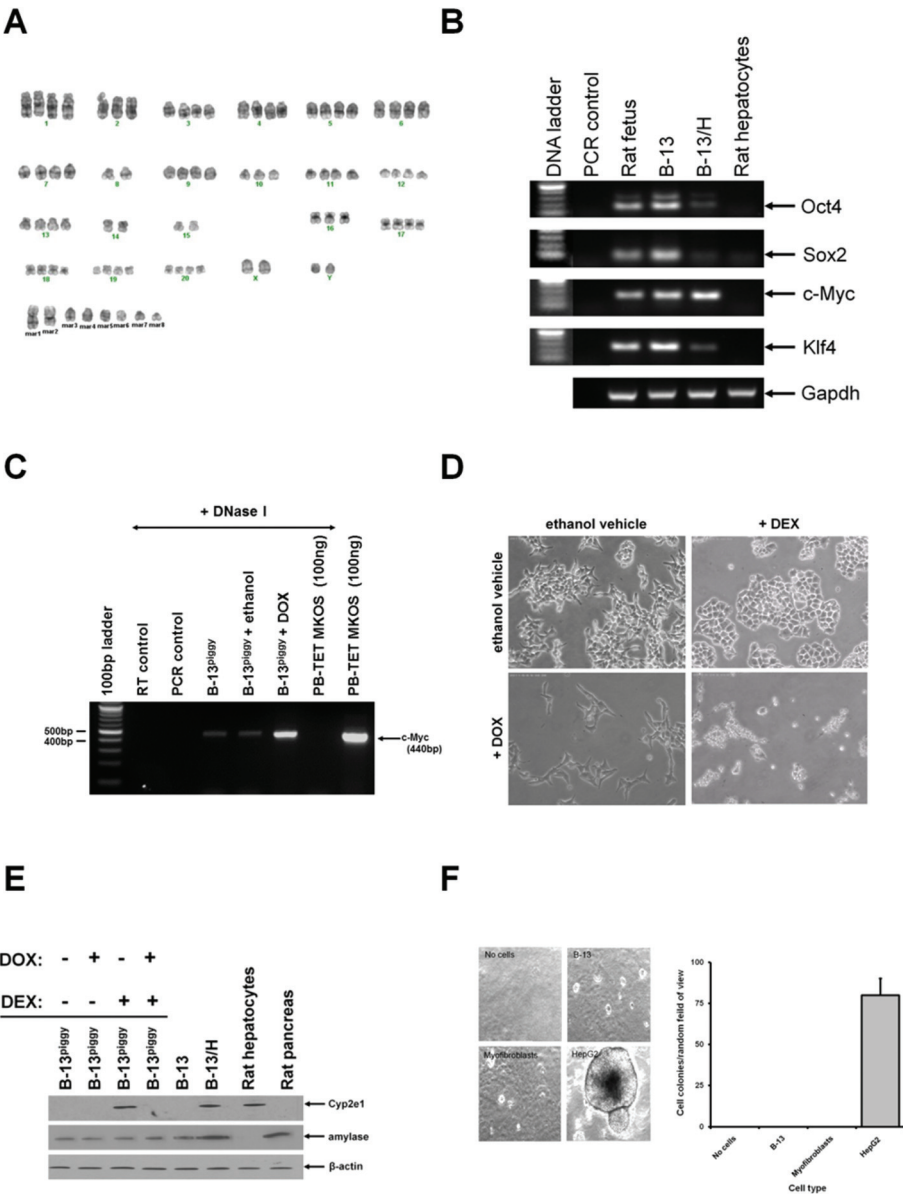 A
1 2 3 4 5 6
7 8 9 10 11 12
13 14 15 16 17
18 19 20 X Y
mar1 mar2 mar3 mar4 mar5 mar6 mar7 mar8
B
DNA ladder
PCR control
Rat fetus
B-13
B-13/H
Rat hepatocytes
Oct4
Sox2
c-Myc
Klf4
Gapdh
C
+ DNase I
100bp ladder
RT control
PCR control
B-13piggy
B-13piggy + ethanol
B-13piggy + DOX
PB-TET MKOS (100ng)
PB-TET MKOS (100ng)
500bp
400bp
c-Myc
(440bp)
D
ethanol vehicle
+ DEX
ethanol vehicle
+ DOX
E
DOX: - + - +
DEX: - - + +
B-13piggy
B-13piggy
B-13piggy
B-13piggy
B-13
B-13/H
Rat hepatocytes
Rat pancreas
Cyp2e1
amylase
β-actin
F
No cells
B-13
Myofibroblasts
HepG2
Cell colonies/random feild of view
100
75
50
25
0
No cells
B-13
Myofibroblasts
HepG2
Cell type